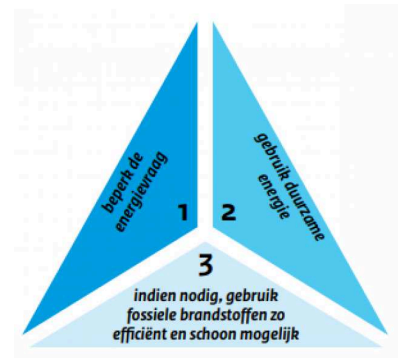 beperk de
energievraag
1
2
gebruik duurzame
energie
3
indien nodig, gebruik
fossiele brandstoffen zo
efficiënt en schoon mogelijk